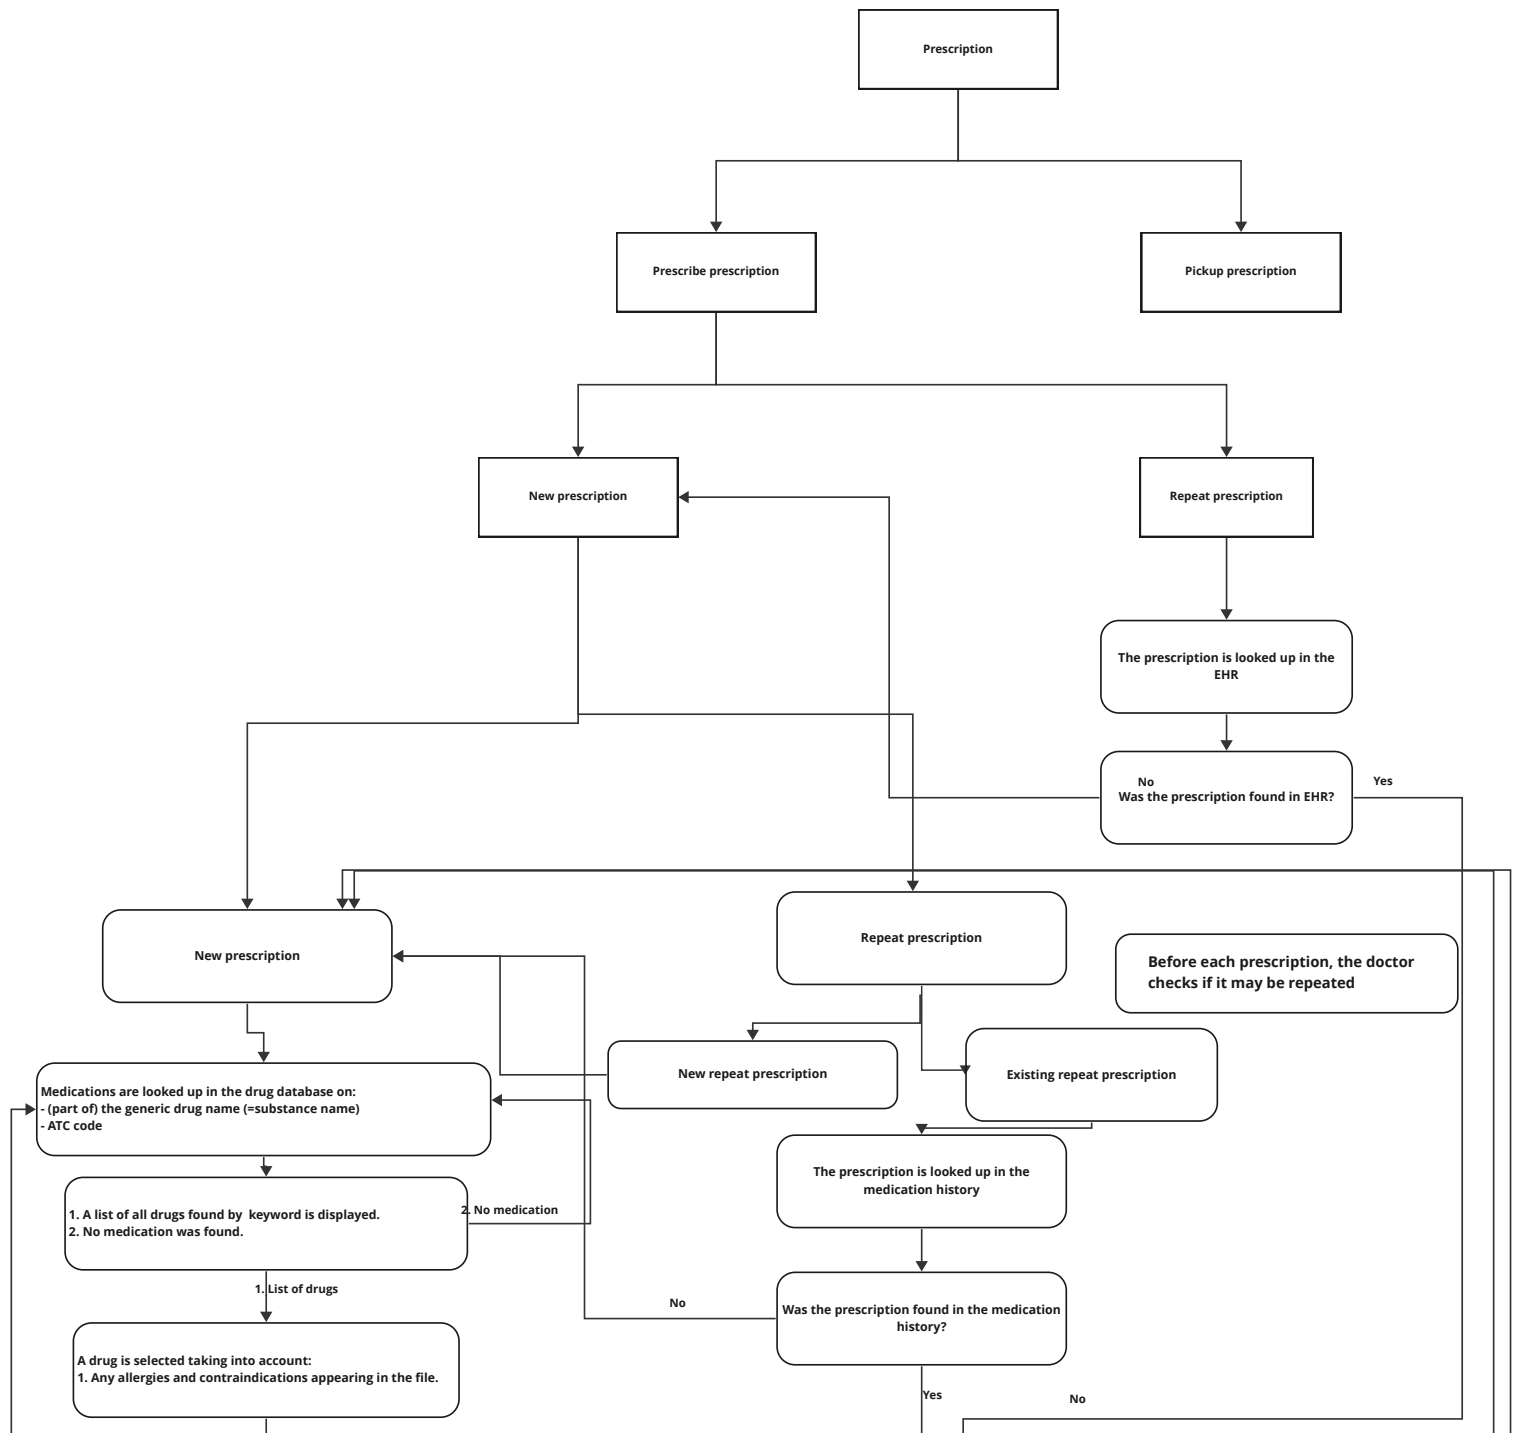 Prescription
Prescribe prescription
Pickup prescription
New prescription
Repeat prescription
The prescription is looked up in the
EHR
No
Yes
Was the prescription found in EHR?
New prescription
Repeat prescription
Before each prescription, the doctor
checks if it may be repeated
New repeat prescription
Existing repeat prescription
Medications are looked up in the drug database on:
- (part of) the generic drug name (=substance name)
- ATC code
The prescription is looked up in the
medication history
1. A list of all drugs found by  keyword is displayed.
2. No medication was found.
2. No medication
1. List of drugs
No
Was the prescription found in the medication
history?
A drug is selected taking into account:
1. Any allergies and contraindications appearing in the file.
Yes
No